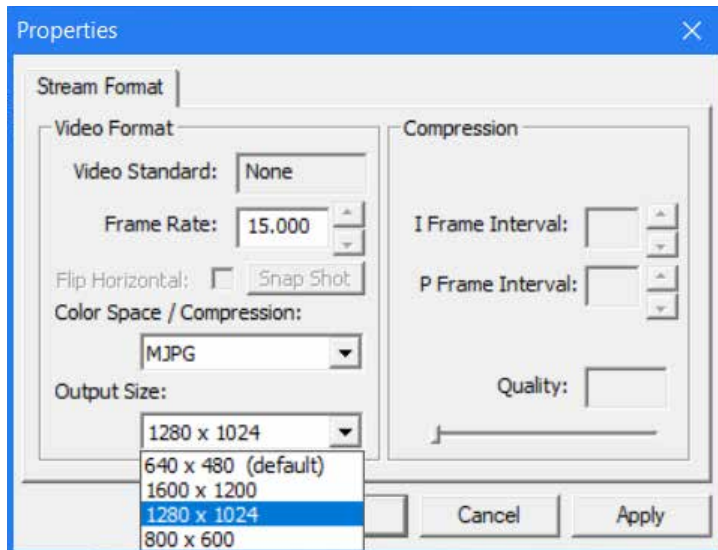 Properties
Stream Format
Video Format
Video Standard: None
Frame Rate: 15.000
Flip Horizontal: Snap Shot
Color Space / Compression:
MJPG
Output Size:
1280 x 1024
640 x 480 (default)
1600 x 1200
1280 x 1024
800 x 600
Compression
I Frame Interval:
P Frame Interval:
Quality:
Cancel Apply